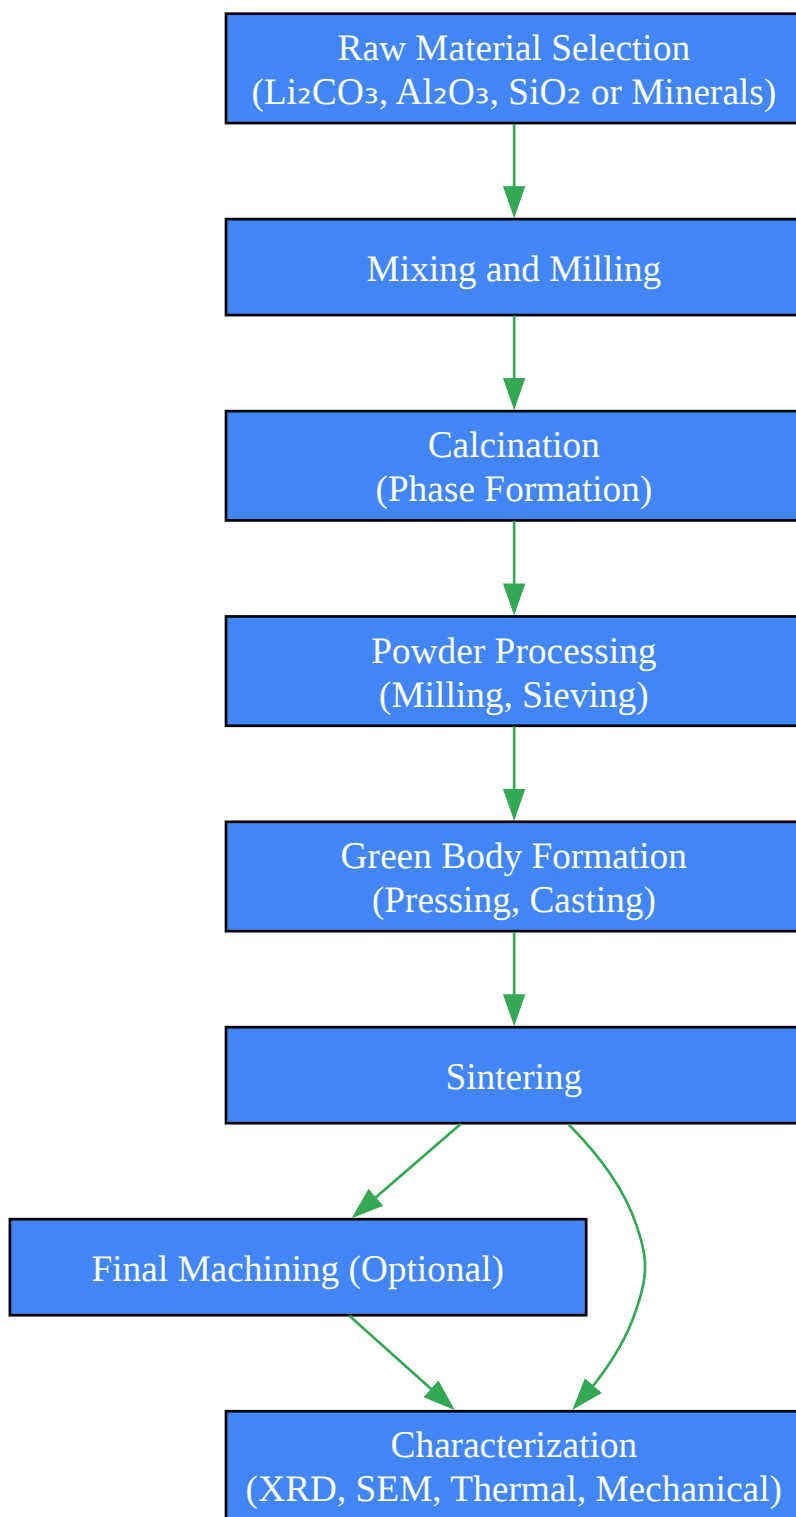 Raw Material Selection
(Li₂CO₃, Al₂O₃, SiO₂ or Minerals)
Mixing and Milling
Calcination
(Phase Formation)
Powder Processing
(Milling, Sieving)
Green Body Formation
(Pressing, Casting)
Sintering
Final Machining (Optional)
Characterization
(XRD, SEM, Thermal, Mechanical)